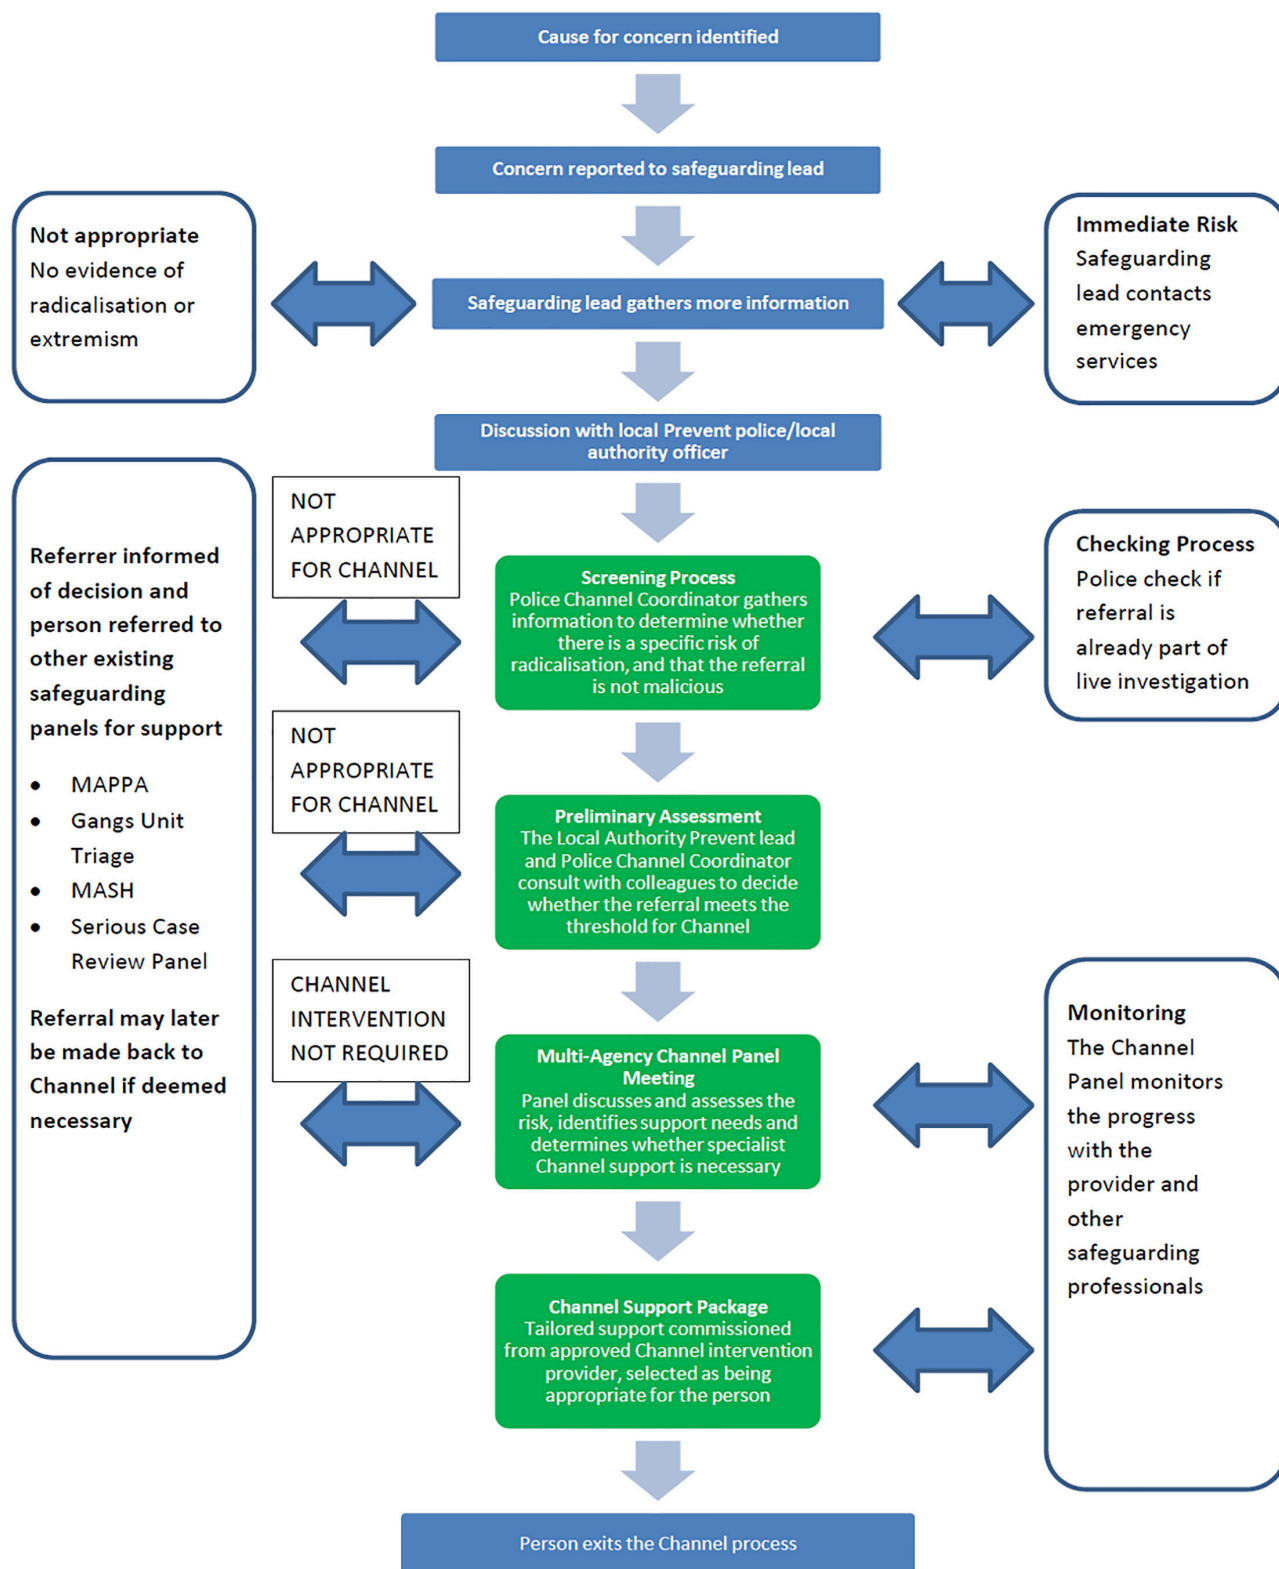 Cause for concern identified
Concern reported to safeguarding lead
Not appropriate
No evidence of
radicalisation or
extremism
Safeguarding lead gathers more information
Immediate Risk
Safeguarding
lead contacts
emergency
services
Discussion with local Prevent police/local
authority officer
Referrer informed
of decision and
person referred to
other existing
safeguarding
panels for support
• MAPPA
• Gangs Unit
Triage
• MASH
• Serious Case
Review Panel
Referral may later
be made back to
Channel if deemed
necessary
NOT
APPROPRIATE
FOR CHANNEL
Screening Process
Police Channel Coordinator gathers
information to determine whether
there is a specific risk of
radicalisation, and that the referral
is not malicious
Checking Process
Police check if
referral is
already part of
live investigation
NOT
APPROPRIATE
FOR CHANNEL
Preliminary Assessment
The Local Authority Prevent lead
and Police Channel Coordinator
consult with colleagues to decide
whether the referral meets the
threshold for Channel
CHANNEL
INTERVENTION
NOT REQUIRED
Multi-Agency Channel Panel
Meeting
Panel discusses and assesses the
risk, identifies support needs and
determines whether specialist
Channel support is necessary
Monitoring
The Channel
Panel monitors
the progress
with the
provider and
other
safeguarding
professionals
Channel Support Package
Tailored support commissioned
from approved Channel intervention
provider, selected as being
appropriate for the person
Person exits the Channel process